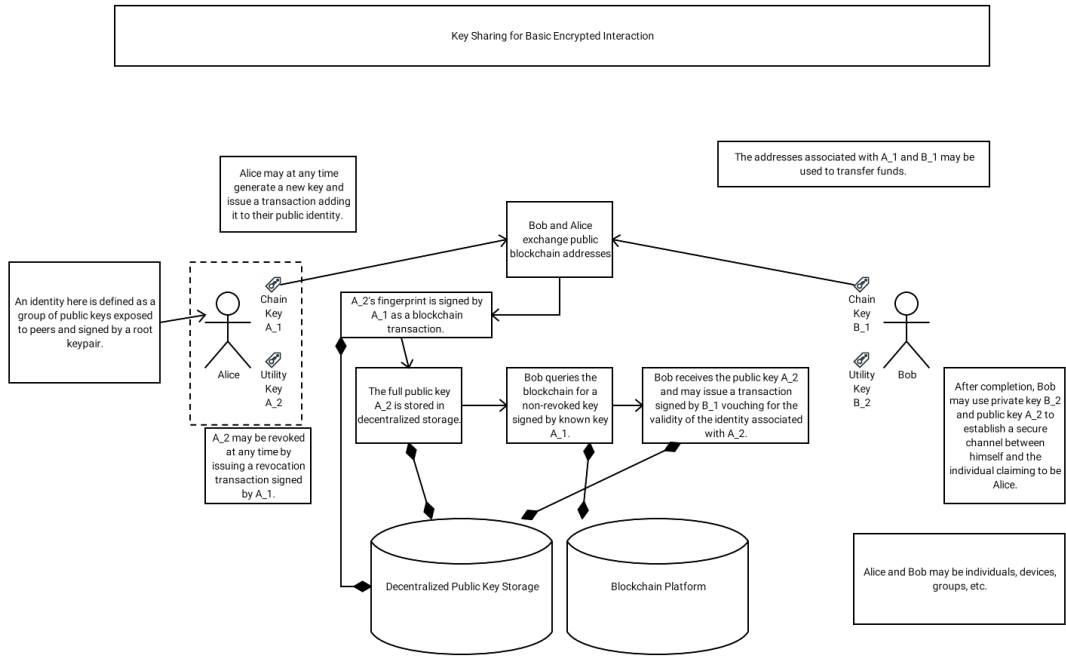 Key Sharing for Basic Encrypted Interaction
Alice may at any time
generate a new key and
issue a transaction adding
it to their public identity.
The addresses associated with A_1 and B_1 may be
used to transfer funds.
Bob and Alice
exchange public
blockchain addresses
An identity here is defined as a
group of public keys exposed
to peers and signed by a root
keypair.
Alice
Chain
Key
A_1
Utility
Key
A_2
A_2's fingerprint is signed by
A_1 as a blockchain
transaction.
Chain
Key
B_1
Utility
Key
B_2
Bob
The full public key
A_2 is stored in
decentralized storage.
Bob queries the
blockchain for a
non-revoked key
signed by known key
A_1.
Bob receives the public key A_2
and may issue a transaction
signed by B_1 vouching for the
validity of the identity associated
with A_2.
After completion, Bob
may use private key B_2
and public key A_2 to
establish a secure
channel between
himself and the
individual claiming to be
Alice.
A_2 may be revoked
at any time by
issuing a revocation
transaction signed
by A_1.
Decentralized Public Key Storage
Blockchain Platform
Alice and Bob may be individuals, devices,
groups, etc.